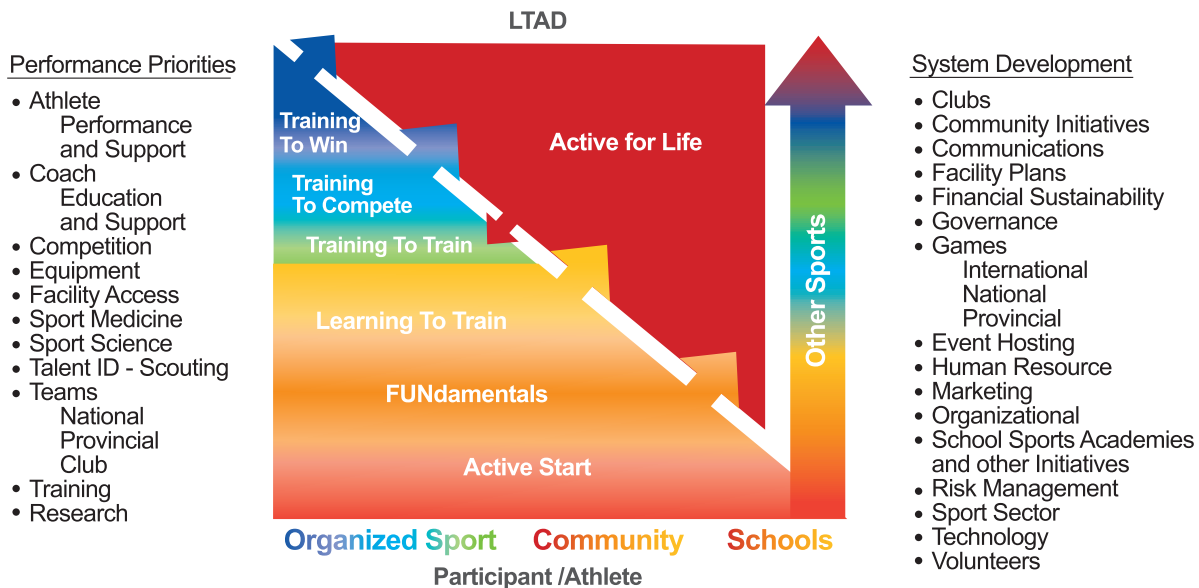 LTAD
Performance Priorities
• Athlete
Performance
and Support
• Coach
Education
and Support
• Competition
• Equipment
• Facility Access
• Sport Medicine
• Sport Science
• Talent ID - Scouting
• Teams
National
Provincial
Club
• Training
• Research
Training
To Win
Training
To Compete
Training To Train
Learning To Train
FUNdamentals
Active Start
Active for Life
Other Sports
Organized Sport
Community
Schools
Participant /Athlete
System Development
• Clubs
• Community Initiatives
• Communications
• Facility Plans
• Financial Sustainability
• Governance
• Games
International
National
Provincial
• Event Hosting
• Human Resource
• Marketing
• Organizational
• School Sports Academies
and other Initiatives
• Risk Management
• Sport Sector
• Technology
• Volunteers